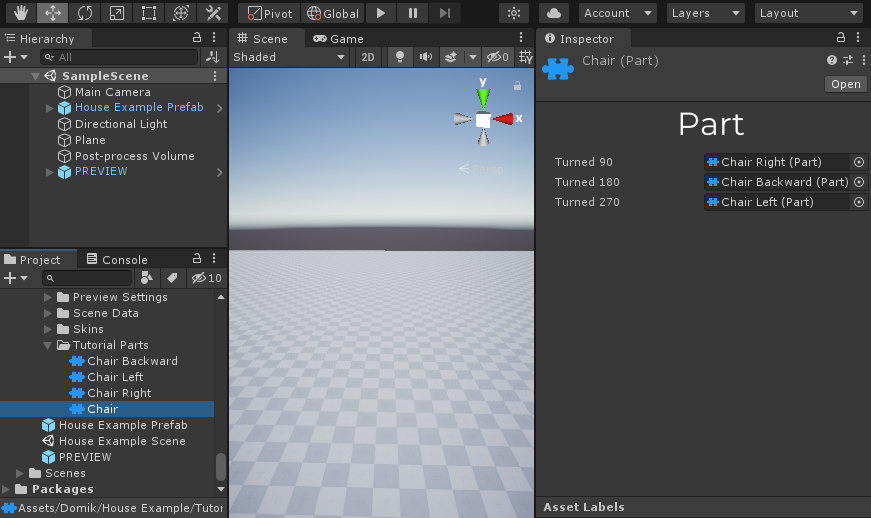 Pivot Global Account Layers Layout
Hierarchy
All
SampleScene
Main Camera
House Example Prefab
Directional Light
Plane
Post-process Volume
PREVIEW
Project Console
10
Preview Settings
Scene Data
Skins
Tutorial Parts
Chair Backward
Chair Left
Chair Right
Chair
House Example Prefab
House Example Scene
PREVIEW
Scenes
Packages
Assets/Domik/House Example/Tutor
Scene Game
Shaded 2D 0
y
x
Persp
Inspector
Chair (Part)
Open
Part
Turned 90 Chair Right (Part)
Turned 180 Chair Backward (Part)
Turned 270 Chair Left (Part)
Asset Labels